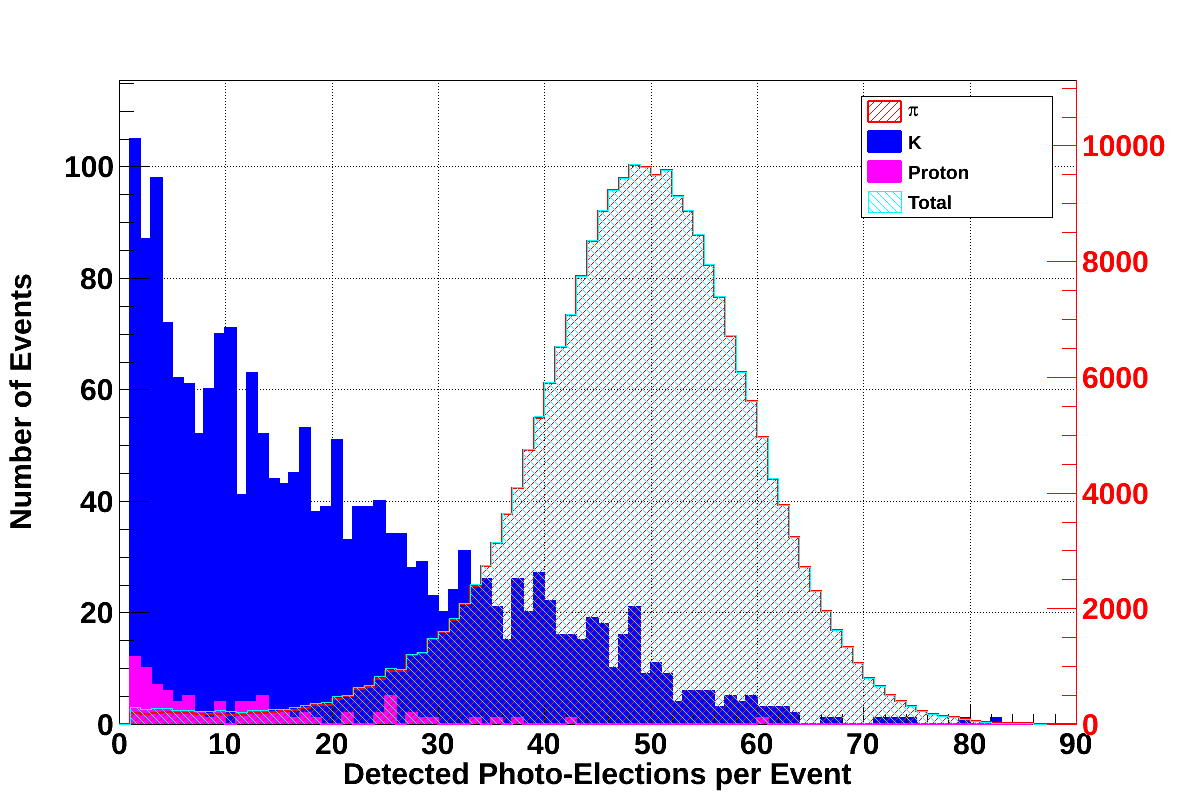 π
K
Proton
Total
100
80
60
40
20
0
10000
8000
6000
4000
2000
0
0 10 20 30 40 50 60 70 80 90
Number of Events
Detected Photo-Elections per Event